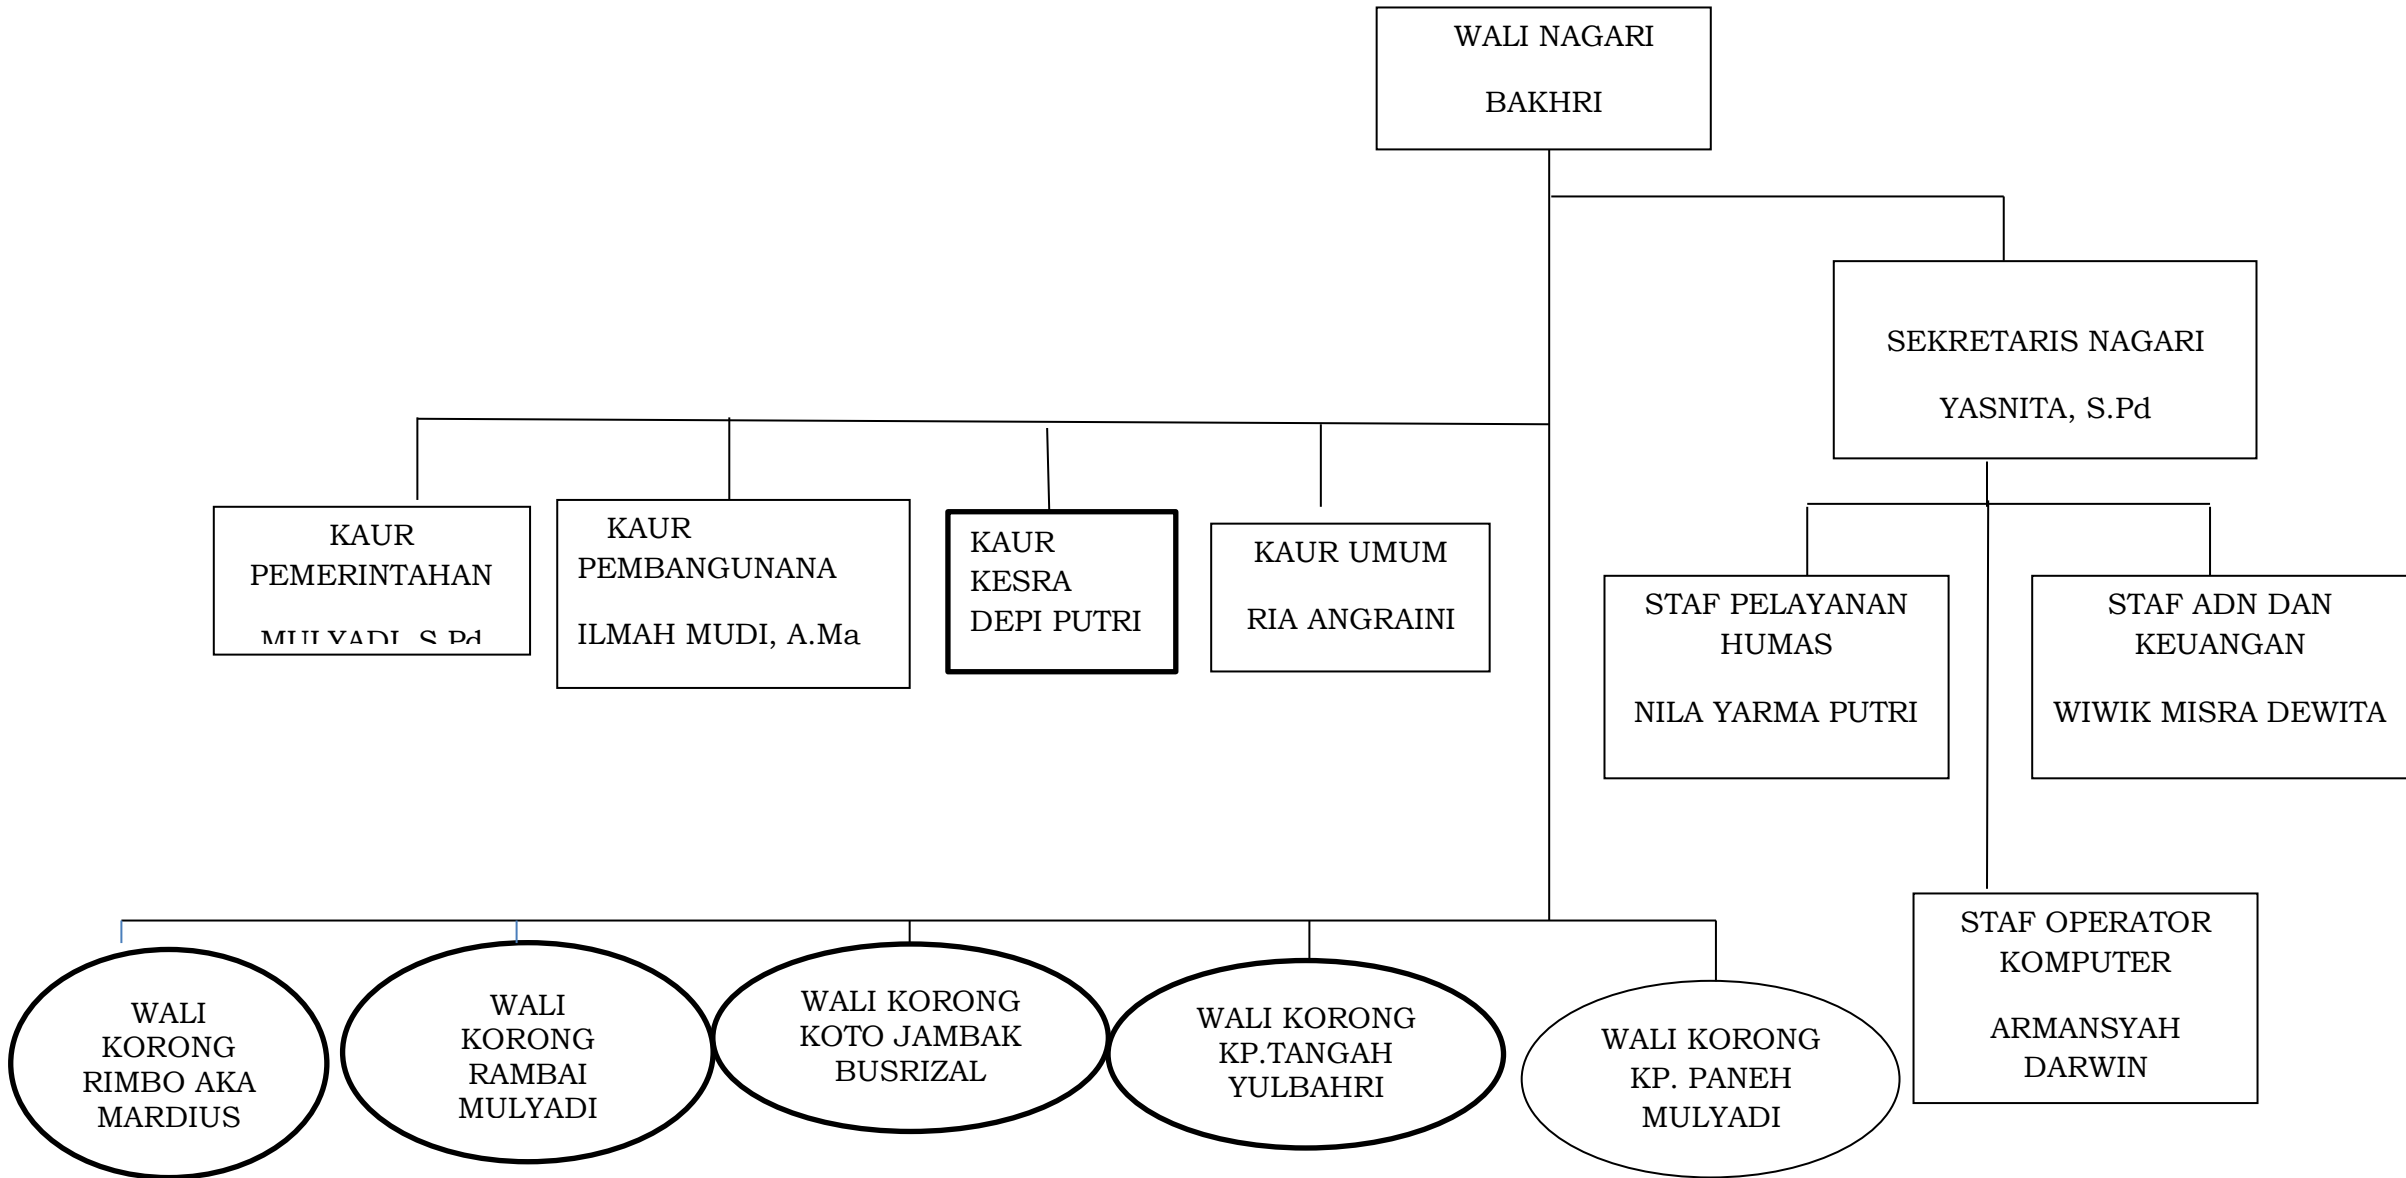 WALI NAGARI
BAKHRI
SEKRETARIS NAGARI
YASNITA, S.Pd
KAUR
PEMERINTAHAN
MULYADI, S.Pd
KAUR
PEMBANGUNANA
ILMAH MUDI, A.Ma
KAUR
KESRA
DEPI PUTRI
KAUR UMUM
RIA ANGRAINI
STAF PELAYANAN
HUMAS
NILA YARMA PUTRI
STAF ADN DAN
KEUANGAN
WIWIK MISRA DEWITA
STAF OPERATOR
KOMPUTER
ARMANSYAH
DARWIN
WALI
KORONG
RIMBO AKA
MARDIUS
WALI
KORONG
RAMBAI
MULYADI
WALI KORONG
KOTO JAMBAK
BUSRIZAL
WALI KORONG
KP.TANGAH
YULBAHRI
WALI KORONG
KP. PANEH
MULYADI